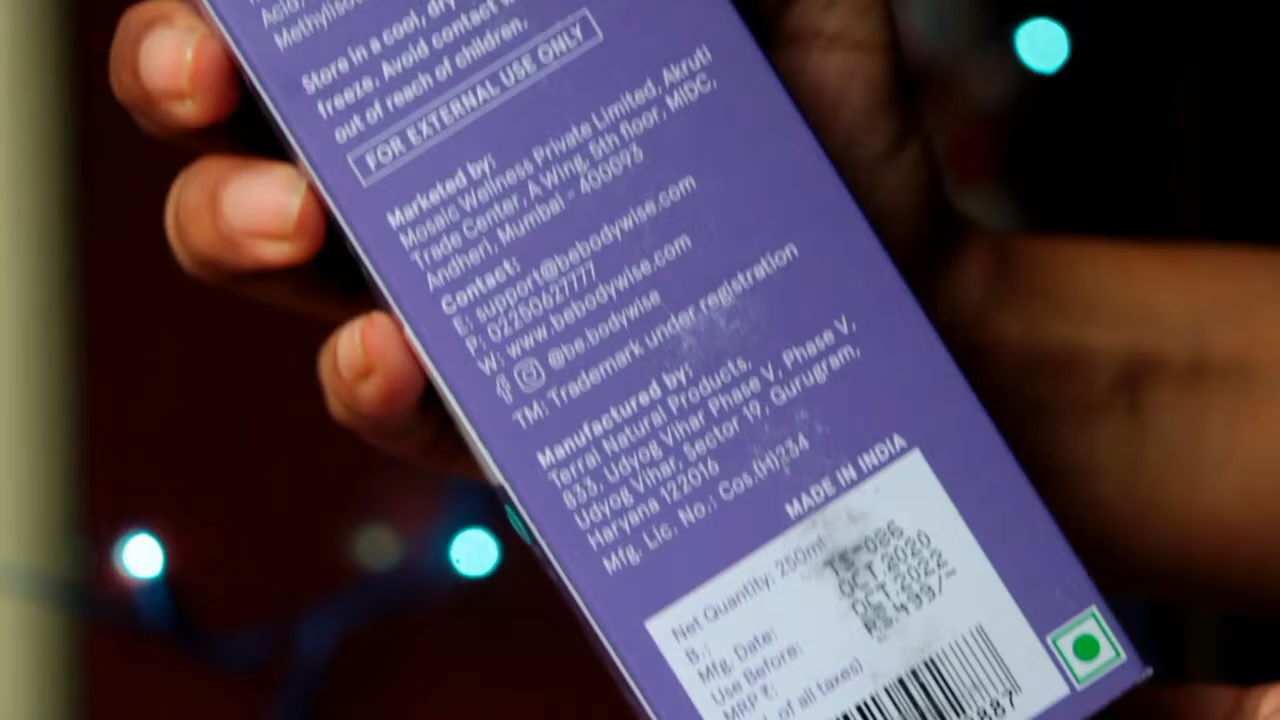 Acid,
Methyliso
Store in a cool, dry
freeze. Avoid contact w
out of reach of children.
FOR EXTERNAL USE ONLY
Marketed by:
Mosaic Wellness Private Limited, Akruti
Trade Center, A Wing, 5th floor, MIDC,
Andheri, Mumbai - 400093
Contact:
E: support@bebodywise.com
P: 02250627777
W: www.bebodywise.com
@be.bodywise
TM: Trademark under registration
Manufactured by:
Terrai Natural Products,
833, Udyog Vihar Phase V, Phase V,
Udyog Vihar, Sector 19, Gurugram,
Haryana 122016
Mfg. Lic. No.: Cos.(H)234
MADE IN INDIA
Net Quantity: 250ml
B.: TS-026
Mfg. Date: OCT.2020
Use Before: OCT.2022
MRP ₹: RS.499/=
of all taxes)
887